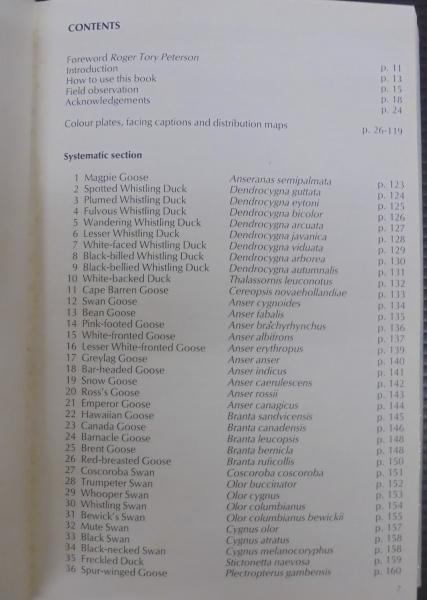 CONTENTS
Foreword Roger Tory Peterson p. 11
Introduction p. 13
How to use this book p. 15
Field observation p. 18
Acknowledgements p. 24
Colour plates, facing captions and distribution maps p. 26-119
Systematic section
1 Magpie Goose Anseranas semipalmata p. 123
2 Spotted Whistling Duck Dendrocygna guttata p. 124
3 Plumed Whistling Duck Dendrocygna eytoni p. 125
4 Fulvous Whistling Duck Dendrocygna bicolor p. 126
5 Wandering Whistling Duck Dendrocygna arcuata p. 127
6 Lesser Whistling Duck Dendrocygna javanica p. 128
7 White-faced Whistling Duck Dendrocygna viduata p. 129
8 Black-billed Whistling Duck Dendrocygna arborea p. 130
9 Black-bellied Whistling Duck Dendrocygna autumnalis p. 131
10 White-backed Duck Thalassornis leuconotus p. 132
11 Cape Barren Goose Cereopsis novaehollandiae p. 133
12 Swan Goose Anser cygnoides p. 134
13 Bean Goose Anser fabalis p. 135
14 Pink-footed Goose Anser brachyrhynchus p. 136
15 White-fronted Goose Anser albifrons p. 137
16 Lesser White-fronted Goose Anser erythropus p. 139
17 Greylag Goose Anser anser p. 140
18 Bar-headed Goose Anser indicus p. 141
19 Snow Goose Anser caerulescens p. 142
20 Ross's Goose Anser rossii p. 143
21 Emperor Goose Anser canagicus p. 144
22 Hawaiian Goose Branta sandvicensis p. 145
23 Canada Goose Branta canadensis p. 146
24 Barnacle Goose Branta leucopsis p. 148
25 Brent Goose Branta bernicla p. 148
26 Red-breasted Goose Branta ruficollis p. 150
27 Coscoroba Swan Coscoroba coscoroba p. 151
28 Trumpeter Swan Olor buccinator p. 152
29 Whooper Swan Olor cygnus p. 153
30 Whistling Swan Olor columbianus p. 154
31 Bewick's Swan Olor columbianus bewickii p. 155
32 Mute Swan Cygnus olor p. 157
33 Black Swan Cygnus atratus p. 158
34 Black-necked Swan Cygnus melanocoryphus p. 158
35 Freckled Duck Stictonetta naevosa p. 159
36 Spur-winged Goose Plectropterus gambensis p. 160
7